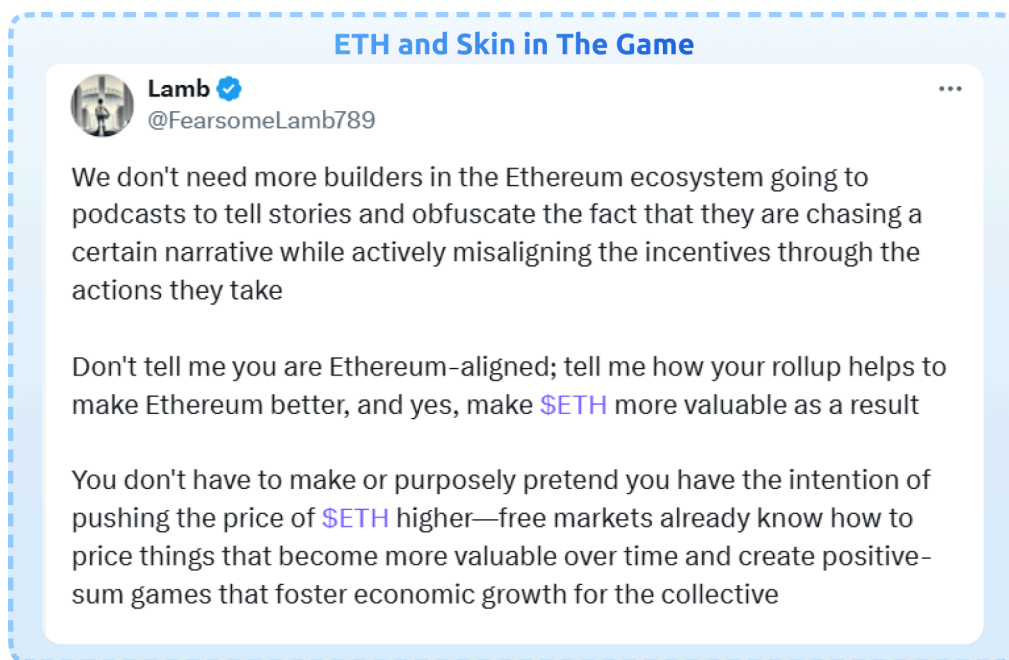 ETH and Skin in The Game
Lamb
@FearsomeLamb789
We don't need more builders in the Ethereum ecosystem going to
podcasts to tell stories and obfuscate the fact that they are chasing a
certain narrative while actively misaligning the incentives through the
actions they take
Don't tell me you are Ethereum-aligned; tell me how your rollup helps to
make Ethereum better, and yes, make $ETH more valuable as a result
You don't have to make or purposely pretend you have the intention of
pushing the price of $ETH higher—free markets already know how to
price things that become more valuable over time and create positive-
sum games that foster economic growth for the collective